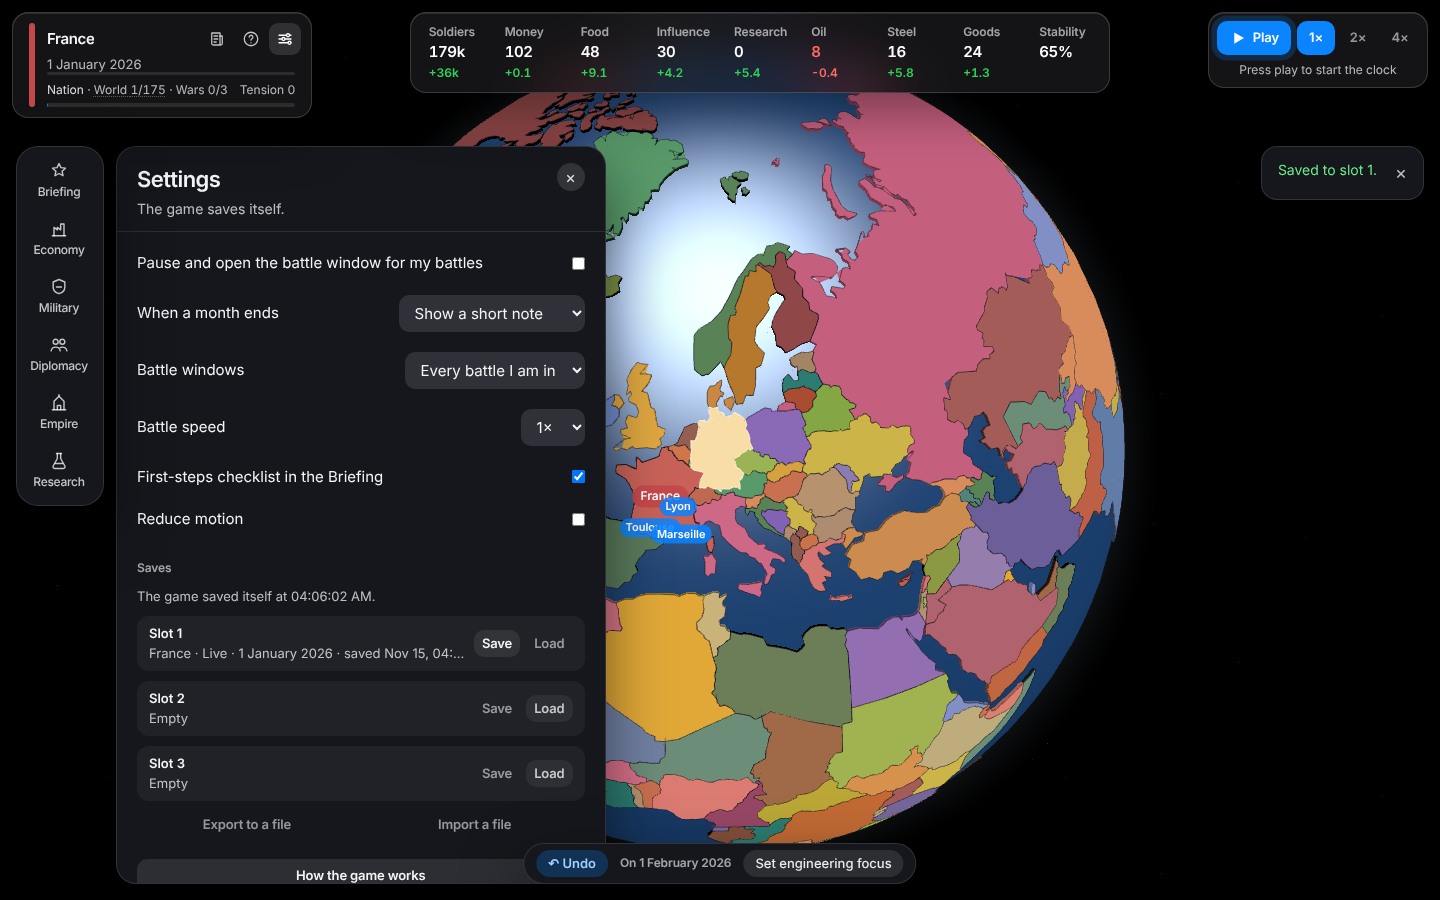 France
1 January 2026
Nation · World 1/175 · Wars 0/3 Tension 0
Soldiers Money Food Influence Research Oil Steel Goods Stability
179k 102 48 30 0 8 16 24 65%
+36k +0.1 +9.1 +4.2 +5.4 -0.4 +5.8 +1.3
Play 1× 2× 4×
Press play to start the clock
Briefing
Economy
Military
Diplomacy
Empire
Research
Settings
×
The game saves itself.
Pause and open the battle window for my battles
When a month ends Show a short note
Battle windows Every battle I am in
Battle speed 1×
First-steps checklist in the Briefing
Reduce motion
Saves
The game saved itself at 04:06:02 AM.
Slot 1
France · Live · 1 January 2026 · saved Nov 15, 04:...
Save Load
Slot 2
Empty
Save Load
Slot 3
Empty
Save Load
Export to a file Import a file
How the game works
France
Lyon
Toulouse
Marseille
Saved to slot 1. ×
↶ Undo On 1 February 2026 Set engineering focus